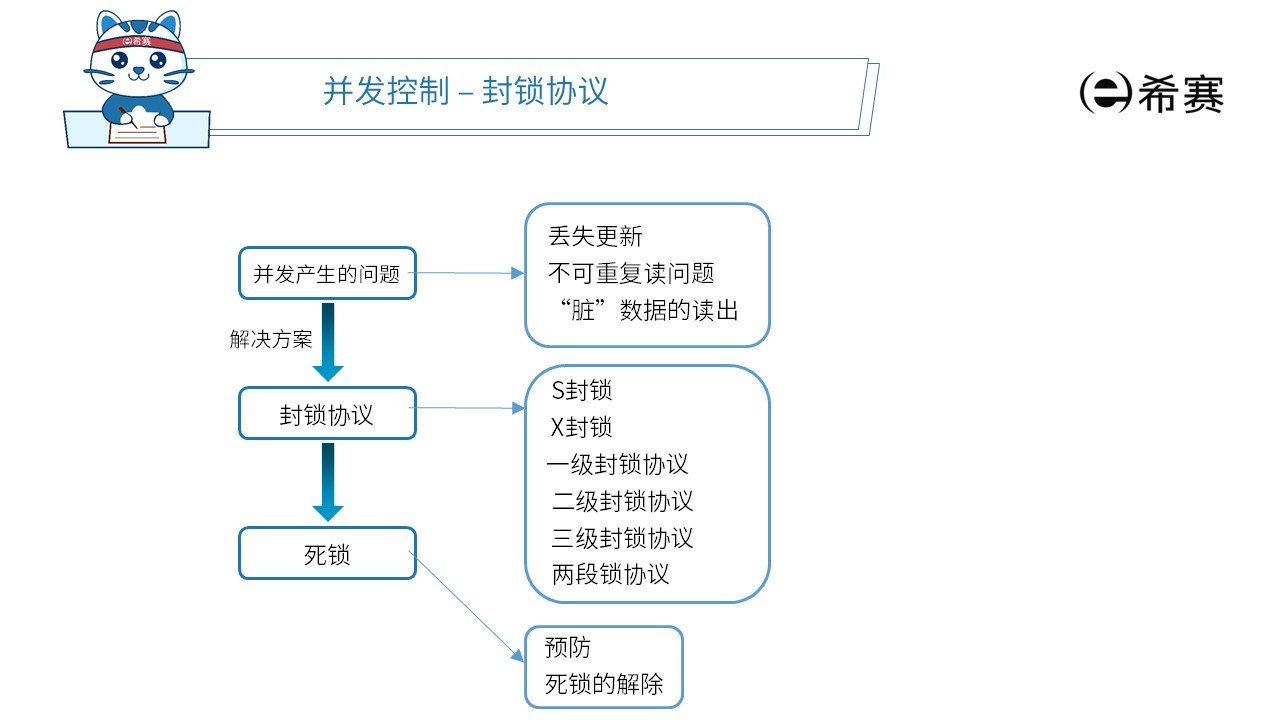 希赛
并发控制 – 封锁协议
希赛
并发产生的问题
丢失更新
不可重复读问题
“脏”数据的读出
解决方案
封锁协议
S封锁
X封锁
一级封锁协议
二级封锁协议
三级封锁协议
两段锁协议
死锁
预防
死锁的解除